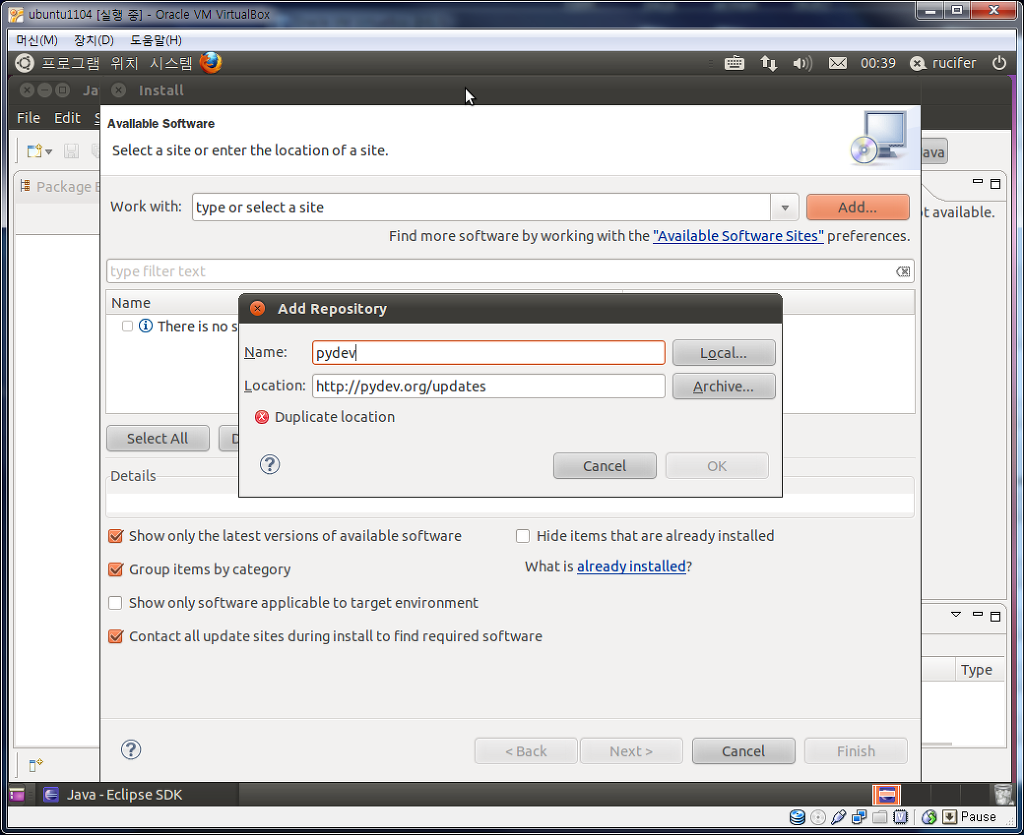 ubuntu1104 [실행 중] - Oracle VM VirtualBox
머신(M) 장치(D) 도움말(H)
프로그램 위치 시스템 00:39 rucifer
Ja Install
File Edit S
Available Software
Select a site or enter the location of a site.
ava
Package E
Work with: type or select a site Add...
t available.
Find more software by working with the "Available Software Sites" preferences.
type filter text
Name
There is no s
Add Repository
Name: pydev Local...
Location: http://pydev.org/updates Archive...
Duplicate location
Select All D
? Cancel OK
Details
Show only the latest versions of available software Hide items that are already installed
Group items by category What is already installed?
Show only software applicable to target environment
Contact all update sites during install to find required software
Type
? < Back Next > Cancel Finish
Java - Eclipse SDK
Pause